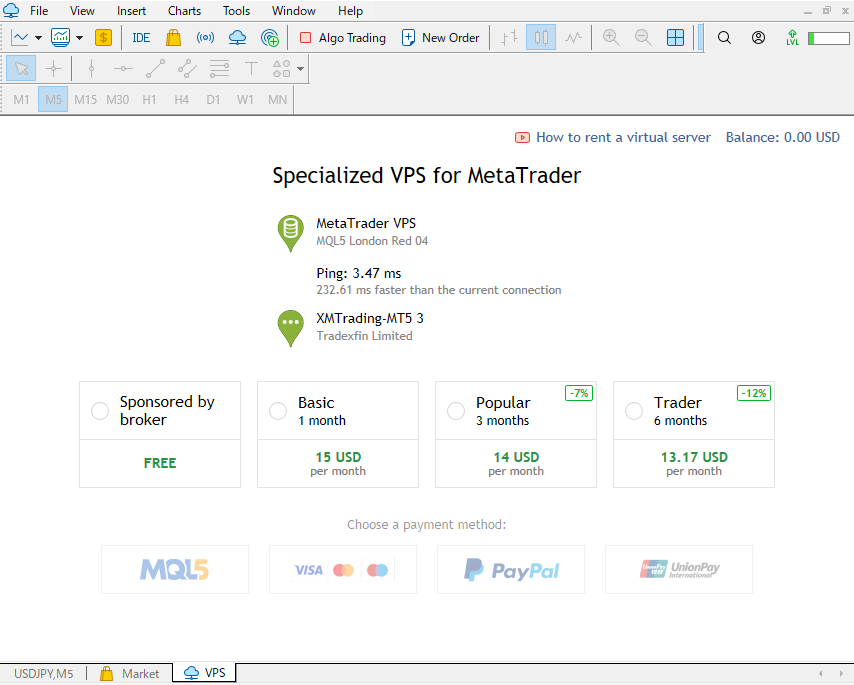 File View Insert Charts Tools Window Help
$ IDE Algo Trading New Order LVL
M1 M5 M15 M30 H1 H4 D1 W1 MN
How to rent a virtual server Balance: 0.00 USD
Specialized VPS for MetaTrader
MetaTrader VPS
MQL5 London Red 04
Ping: 3.47 ms
232.61 ms faster than the current connection
XMTrading-MT5 3
Tradexfin Limited
Sponsored by
broker
FREE
Basic
1 month
15 USD
per month
Popular
3 months
-7%
14 USD
per month
Trader
6 months
-12%
13.17 USD
per month
Choose a payment method:
MQL5 VISA PayPal UnionPay
International
USDJPY,M5 Market VPS